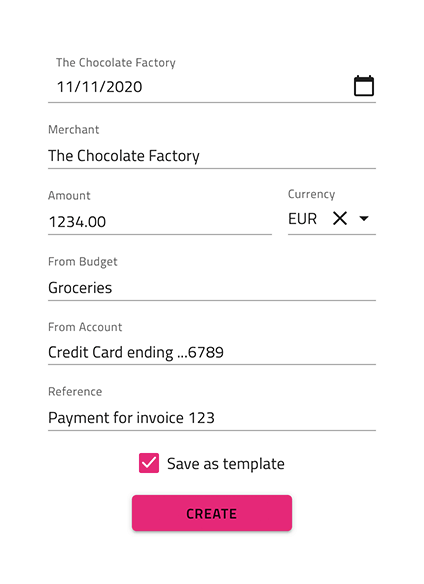 The Chocolate Factory
11/11/2020
Merchant
The Chocolate Factory
Amount
Currency
1234.00
EUR
From Budget
Groceries
From Account
Credit Card ending ...6789
Reference
Payment for invoice 123
Save as template
CREATE